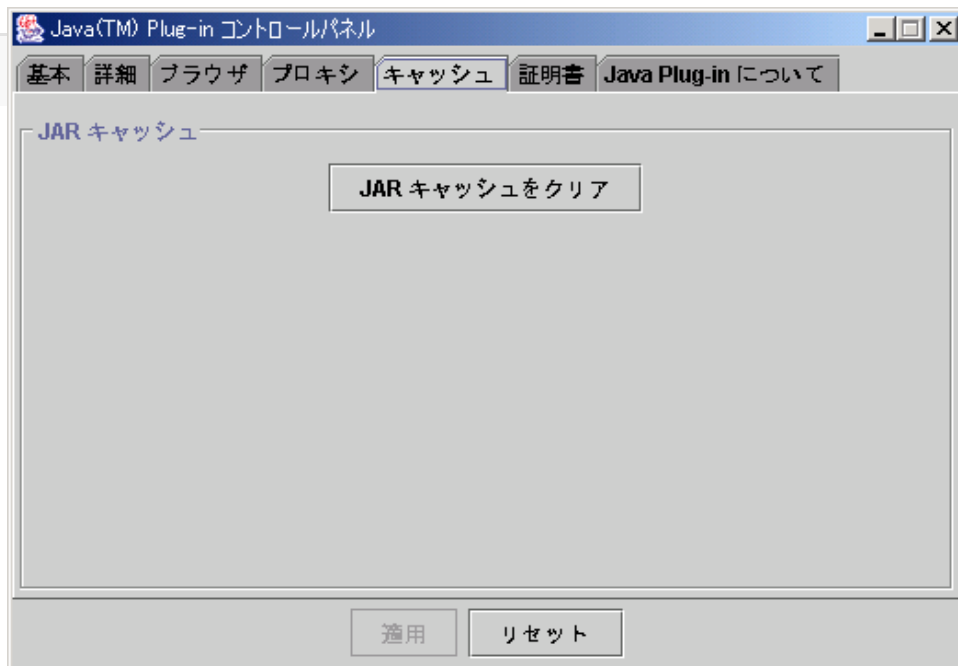 Java(TM) Plug-in コントロールパネル
基本 詳細 ブラウザ プロキシ キャッシュ 証明書 Java Plug-in について
JAR キャッシュ
JAR キャッシュをクリア
適用 リセット